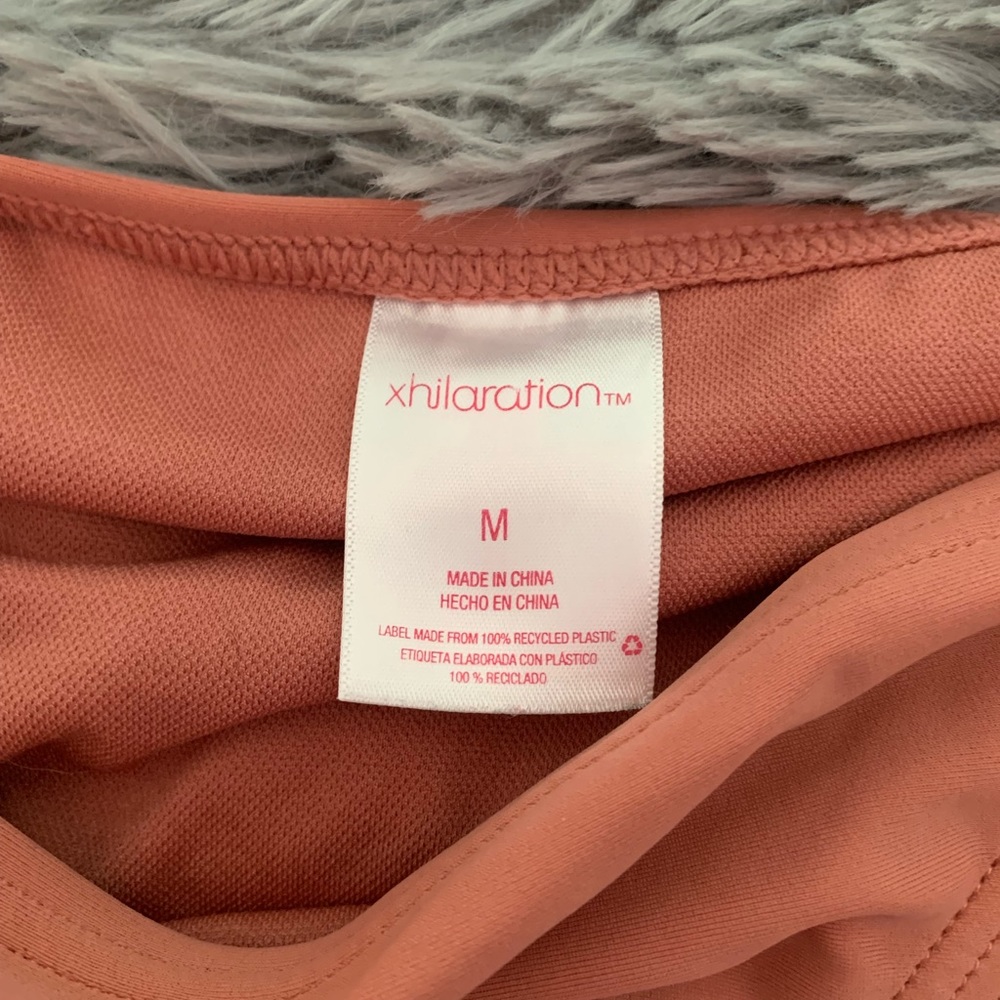 xhilaration™
M
MADE IN CHINA
HECHO EN CHINA
LABEL MADE FROM 100% RECYCLED PLASTIC
ETIQUETA ELABORADA CON PLÁSTICO
100 % RECICLADO